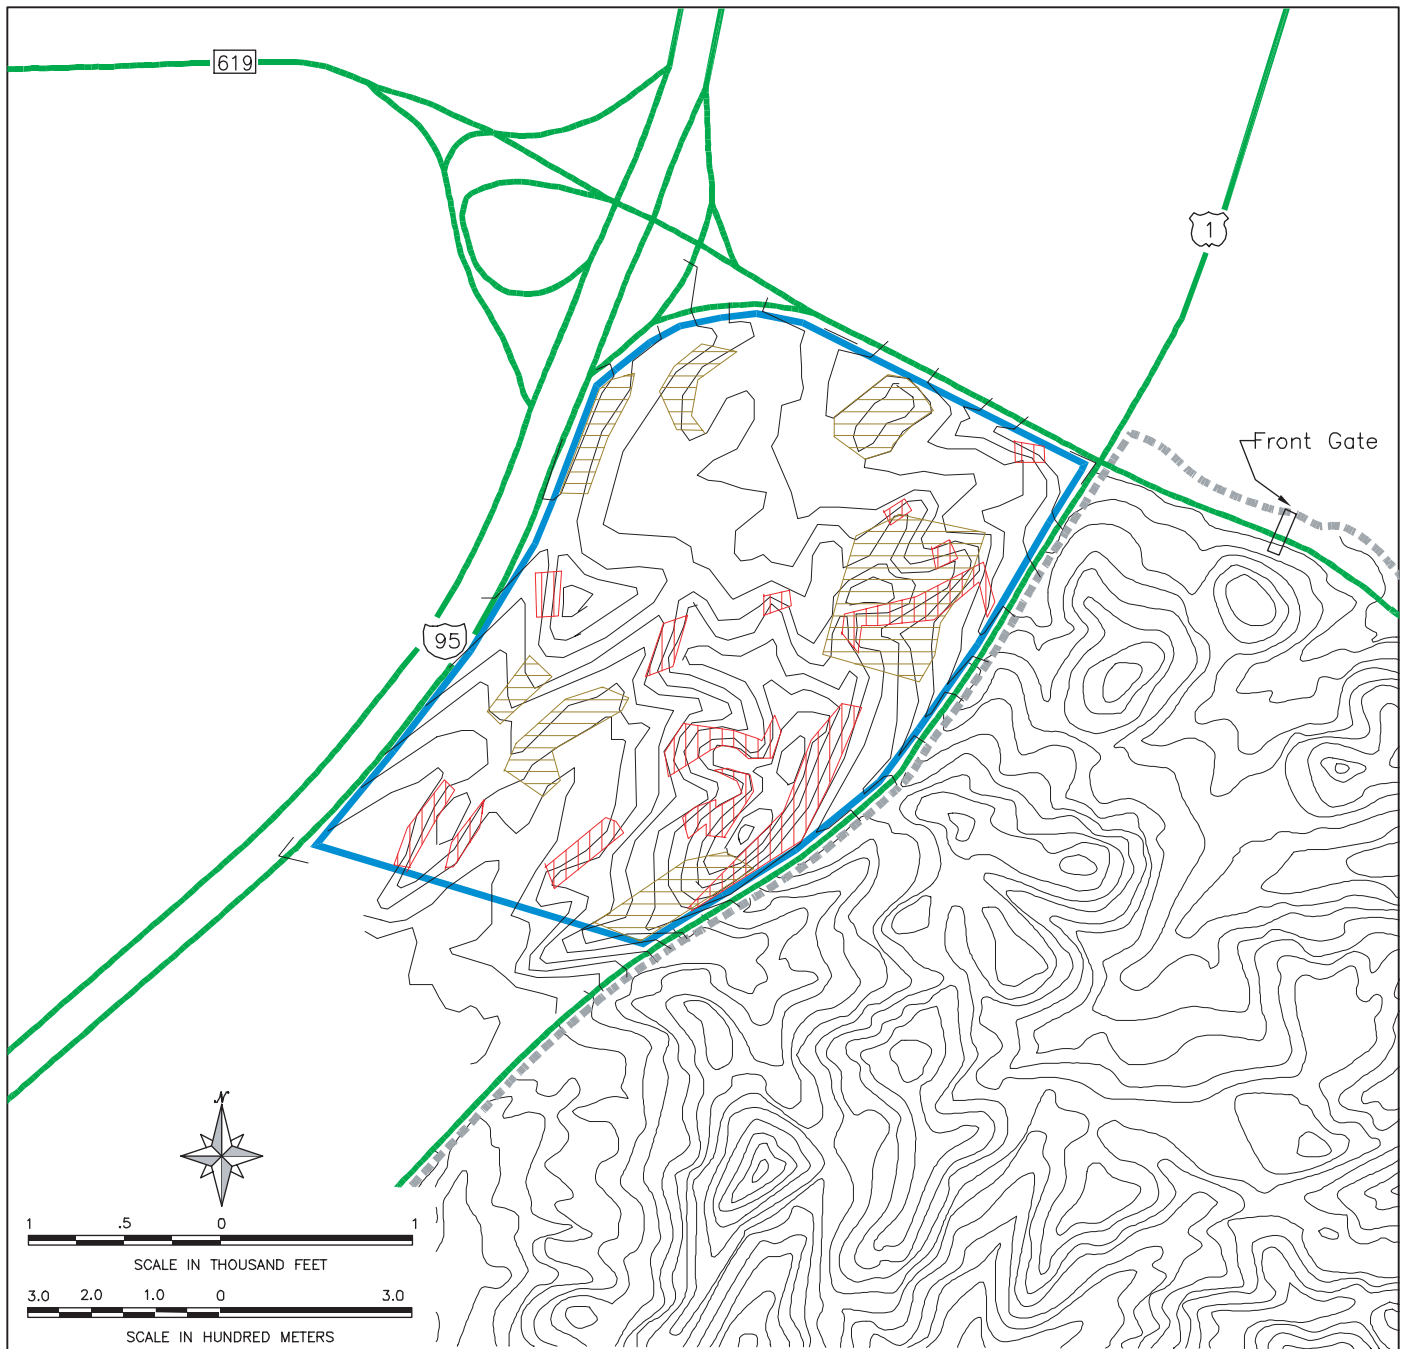 619
1
Front Gate
95
N
1 .5 0 1
SCALE IN THOUSAND FEET
3.0 2.0 1.0 0 3.0
SCALE IN HUNDRED METERS